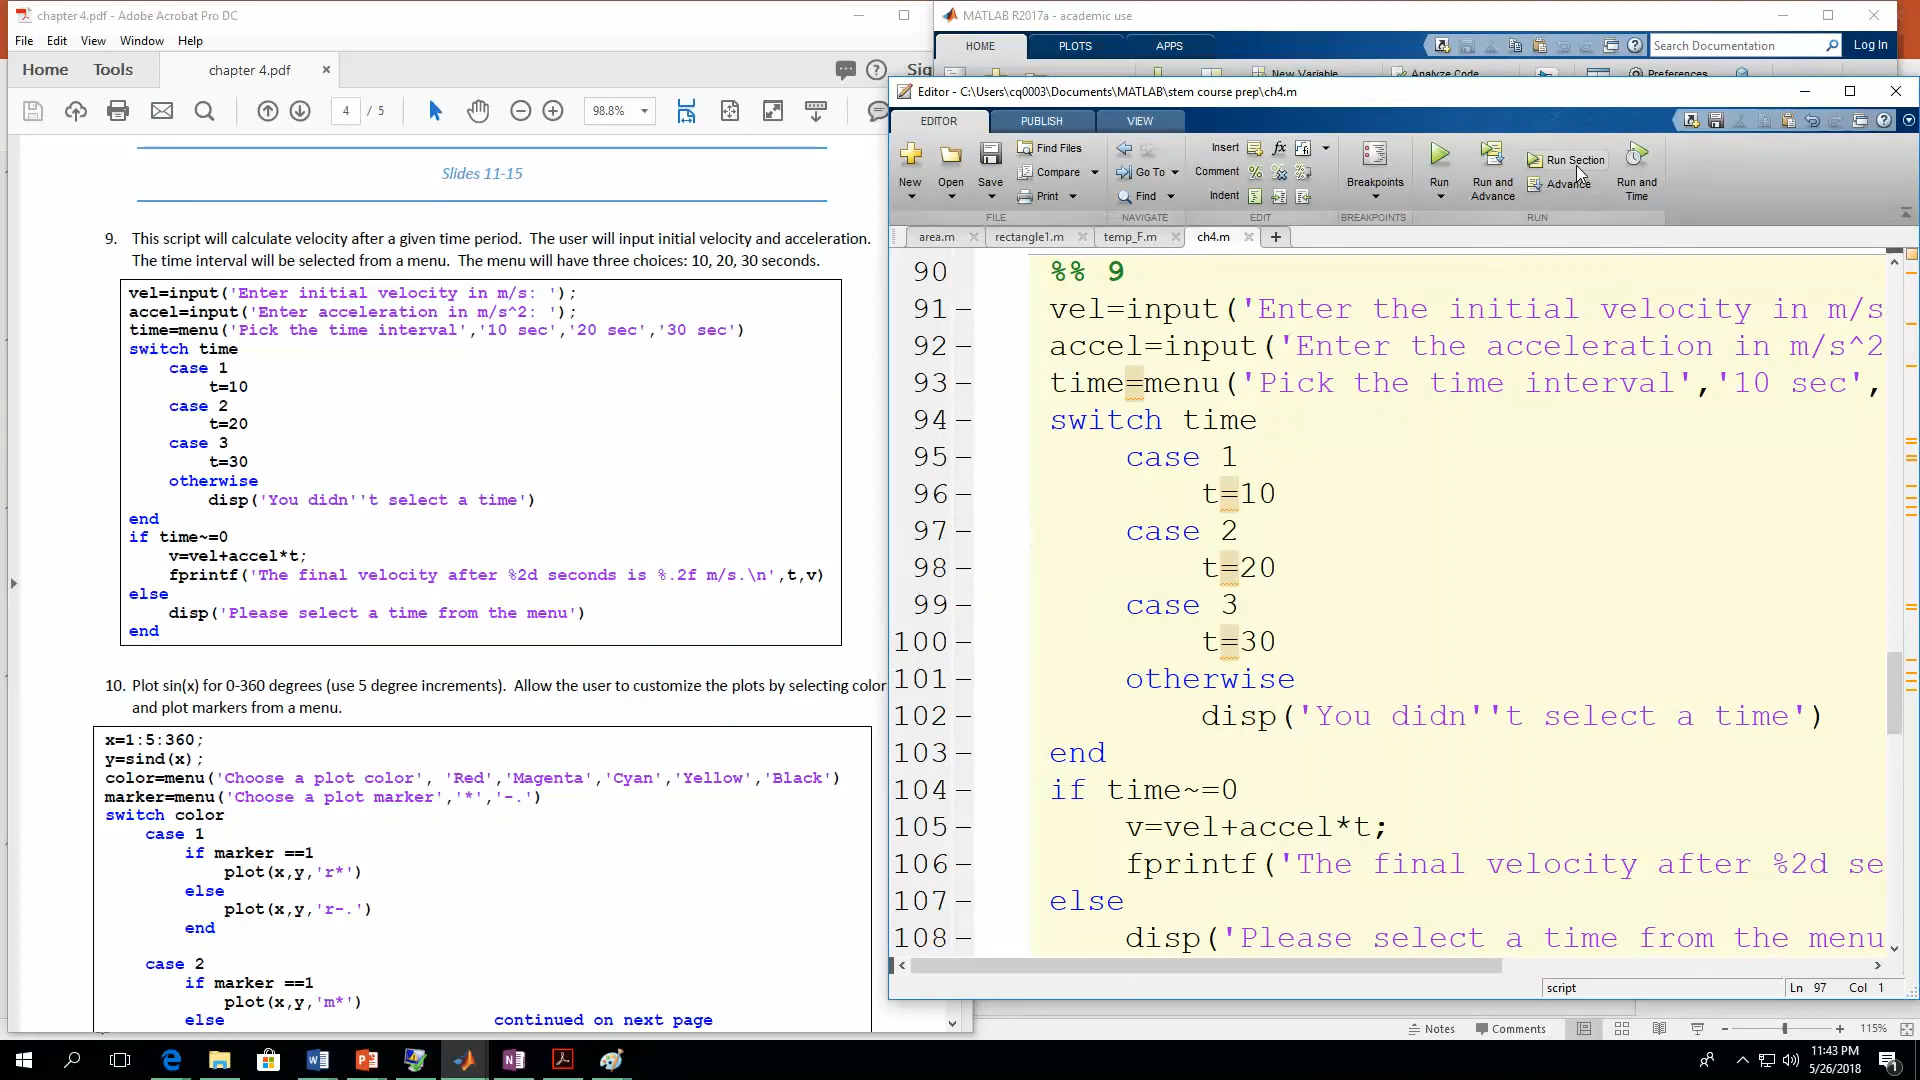 chapter 4.pdf - Adobe Acrobat Pro DC
File Edit View Window Help
Home Tools chapter 4.pdf × Sig
4 / 5 98.8%
Slides 11-15
9. This script will calculate velocity after a given time period. The user will input initial velocity and acceleration.
The time interval will be selected from a menu. The menu will have three choices: 10, 20, 30 seconds.
vel=input('Enter initial velocity in m/s: ');
accel=input('Enter acceleration in m/s^2: ');
time=menu('Pick the time interval','10 sec','20 sec','30 sec')
switch time
case 1
t=10
case 2
t=20
case 3
t=30
otherwise
disp('You didn''t select a time')
end
if time~=0
v=vel+accel*t;
fprintf('The final velocity after %2d seconds is %.2f m/s.\n',t,v)
else
disp('Please select a time from the menu')
end
10. Plot sin(x) for 0-360 degrees (use 5 degree increments). Allow the user to customize the plots by selecting color
and plot markers from a menu.
x=1:5:360;
y=sind(x);
color=menu('Choose a plot color', 'Red','Magenta','Cyan','Yellow','Black')
marker=menu('Choose a plot marker','*','-.')
switch color
case 1
if marker ==1
plot(x,y,'r*')
else
plot(x,y,'r-.')
end
case 2
if marker ==1
plot(x,y,'m*')
else continued on next page
MATLAB R2017a - academic use
HOME PLOTS APPS Search Documentation Log In
New Variable Analyze Code Preferences
Editor - C:\Users\cq0003\Documents\MATLAB\stem course prep\ch4.m
EDITOR PUBLISH VIEW
New Open Save Find Files Compare Print
Go To Find
Insert fx
Comment %
Indent
Breakpoints Run Run and Advance Run Section Advance Run and Time
FILE NAVIGATE EDIT BREAKPOINTS RUN
area.m × rectangle1.m × temp_F.m × ch4.m × +
90 %% 9
91 – vel=input('Enter the initial velocity in m/s
92 – accel=input('Enter the acceleration in m/s^2
93 – time=menu('Pick the time interval','10 sec',
94 – switch time
95 – case 1
96 – t=10
97 – case 2
98 – t=20
99 – case 3
100 – t=30
101 – otherwise
102 – disp('You didn''t select a time')
103 – end
104 – if time~=0
105 – v=vel+accel*t;
106 – fprintf('The final velocity after %2d se
107 – else
108 – disp('Please select a time from the menu
script Ln 97 Col 1
Notes Comments 115%
11:43 PM
5/26/2018
1